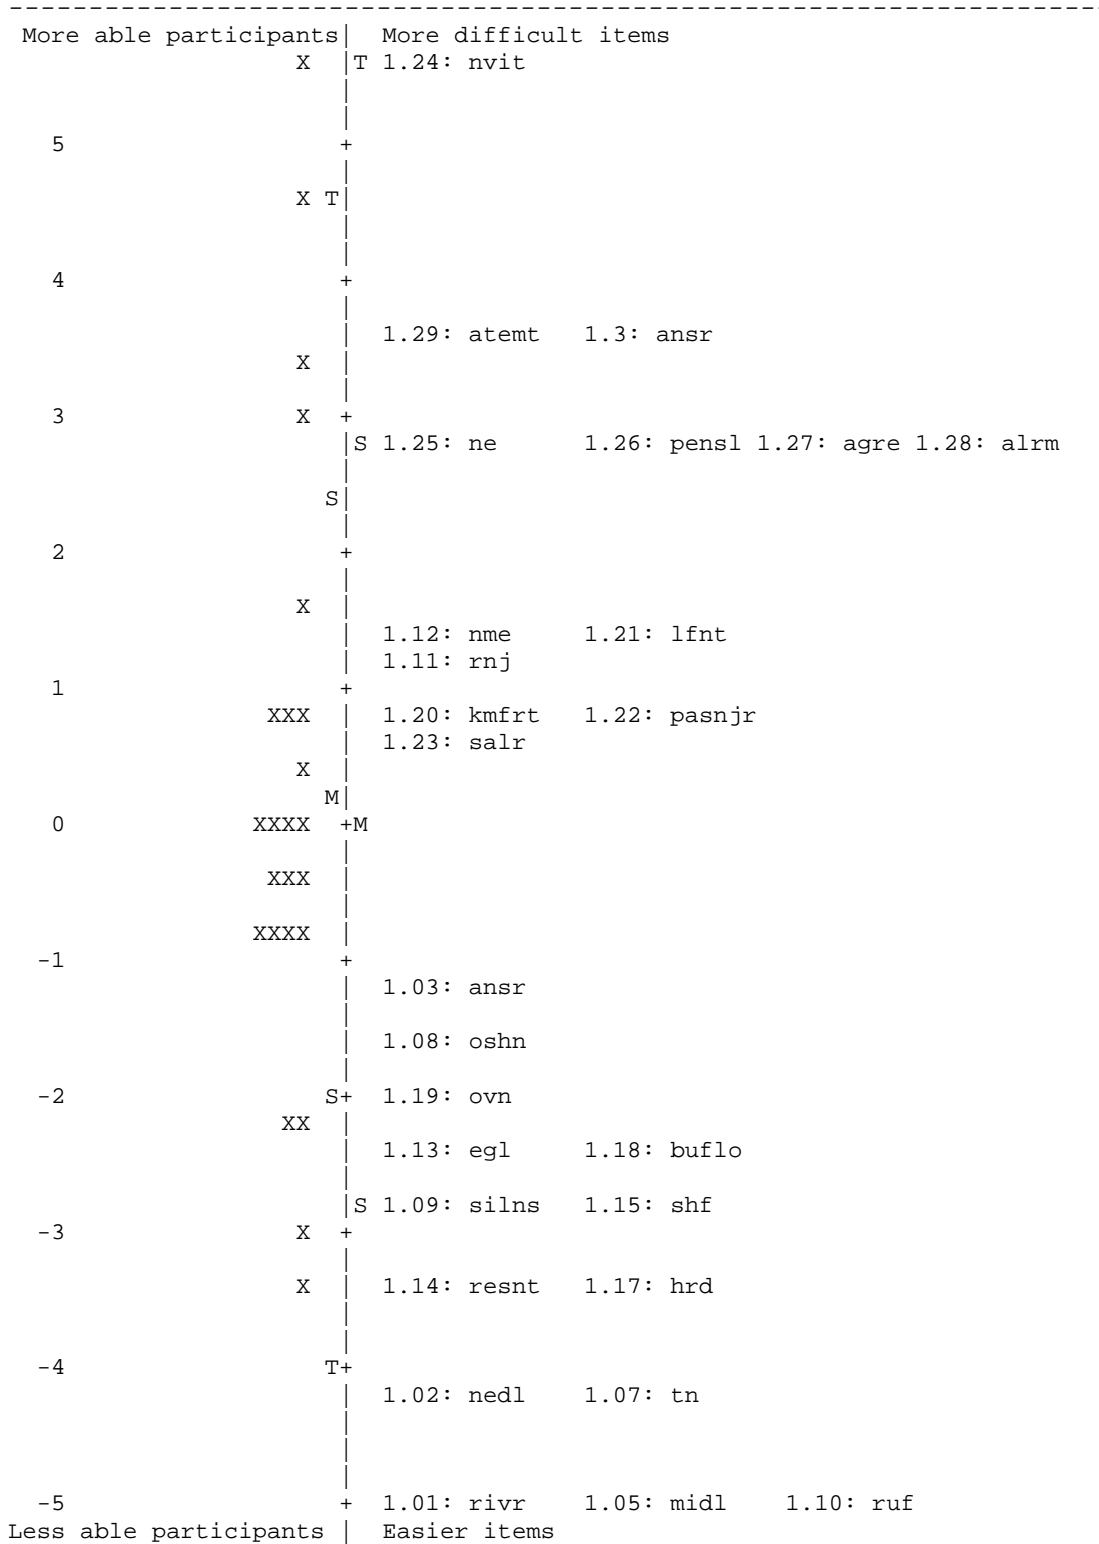 More able participants| More difficult items
X |T 1.24: nvit
|
|
5 +
|
X T|
|
|
4 +
|
| 1.29: atemt 1.3: ansr
X |
|
3 X +
|S 1.25: ne 1.26: pensl 1.27: agre 1.28: alrm
|
S|
|
2 +
|
X |
| 1.12: nme 1.21: lfnt
| 1.11: rnj
1 +
XXX | 1.20: kmfrt 1.22: pasnjr
| 1.23: salr
X |
M|
0 XXXX +M
|
XXX |
|
XXXX |
-1 +
| 1.03: ansr
|
| 1.08: oshn
|
-2 S+ 1.19: ovn
XX |
| 1.13: egl 1.18: buflo
|
|S 1.09: silns 1.15: shf
-3 X +
|
X | 1.14: resnt 1.17: hrd
|
|
-4 T+
| 1.02: nedl 1.07: tn
|
|
|
-5 + 1.01: rivr 1.05: midl 1.10: ruf
Less able participants | Easier items